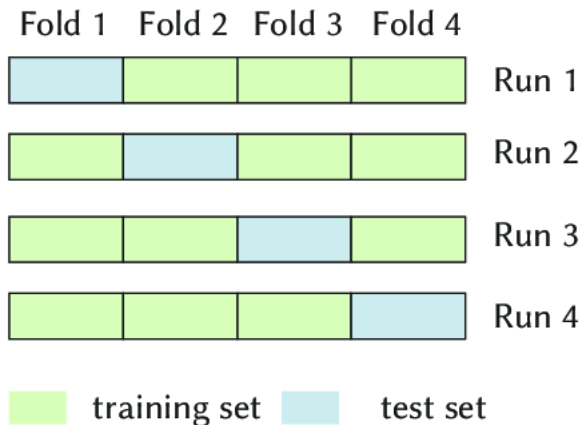 Fold 1 Fold 2 Fold 3 Fold 4
Run 1
Run 2
Run 3
Run 4
training set test set